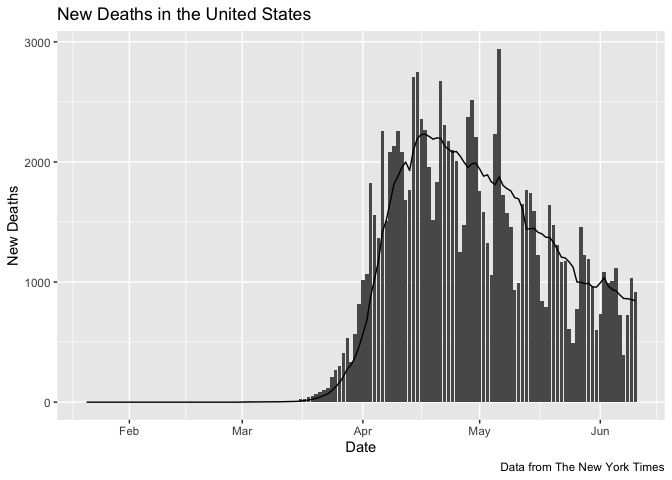 New Deaths in the United States
3000
2000
1000
0
New Deaths
Feb Mar Apr May Jun
Date
Data from The New York Times